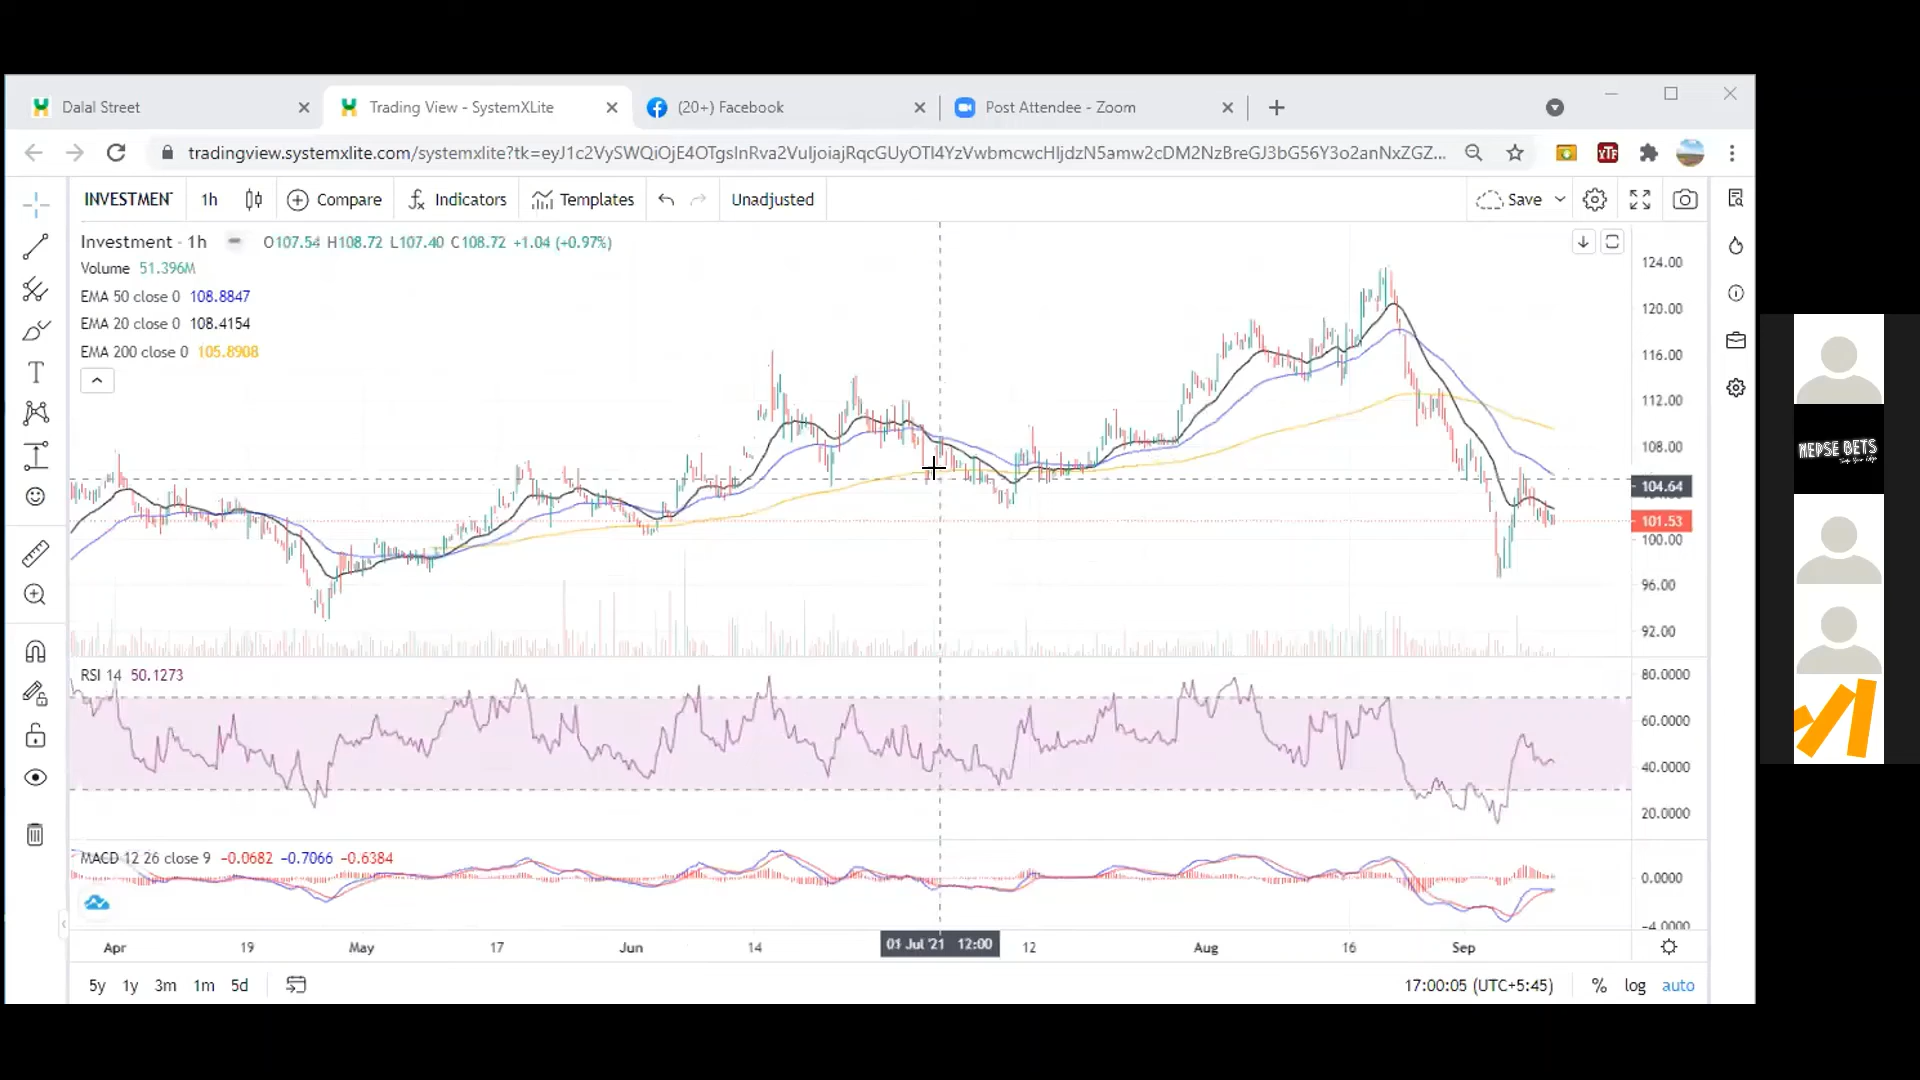 Dalal Street
Trading View - SystemXLite
(20+) Facebook
Post Attendee - Zoom
tradingview.systemxlite.com/systemxlite?tk=eyJ1c2VySWQiOjE4OTgsInRva2VuIjoiajRqcGUyOTI4YzVwbmcwcHljdzN5amw2cDM2NzBreGJ3bG56Y3o2anNxZGZ...
INVESTMENT
1h
Compare
Indicators
Templates
Unadjusted
Save
Investment · 1h O107.54 H108.72 L107.40 C108.72 +1.04 (+0.97%)
Volume 51.396M
EMA 50 close 0 108.8847
EMA 20 close 0 108.4154
EMA 200 close 0 105.8908
124.00
120.00
116.00
112.00
108.00
104.64
101.53
100.00
96.00
92.00
RSI 14 50.1273
80.0000
60.0000
40.0000
20.0000
MACD 12 26 close 9 -0.0682 -0.7066 -0.6384
0.0000
-4.0000
Apr 19 May 17 Jun 14 01 Jul '21 12:00 12 Aug 16 Sep
5y 1y 3m 1m 5d
17:00:05 (UTC+5:45) % log auto
NEPSE BETS